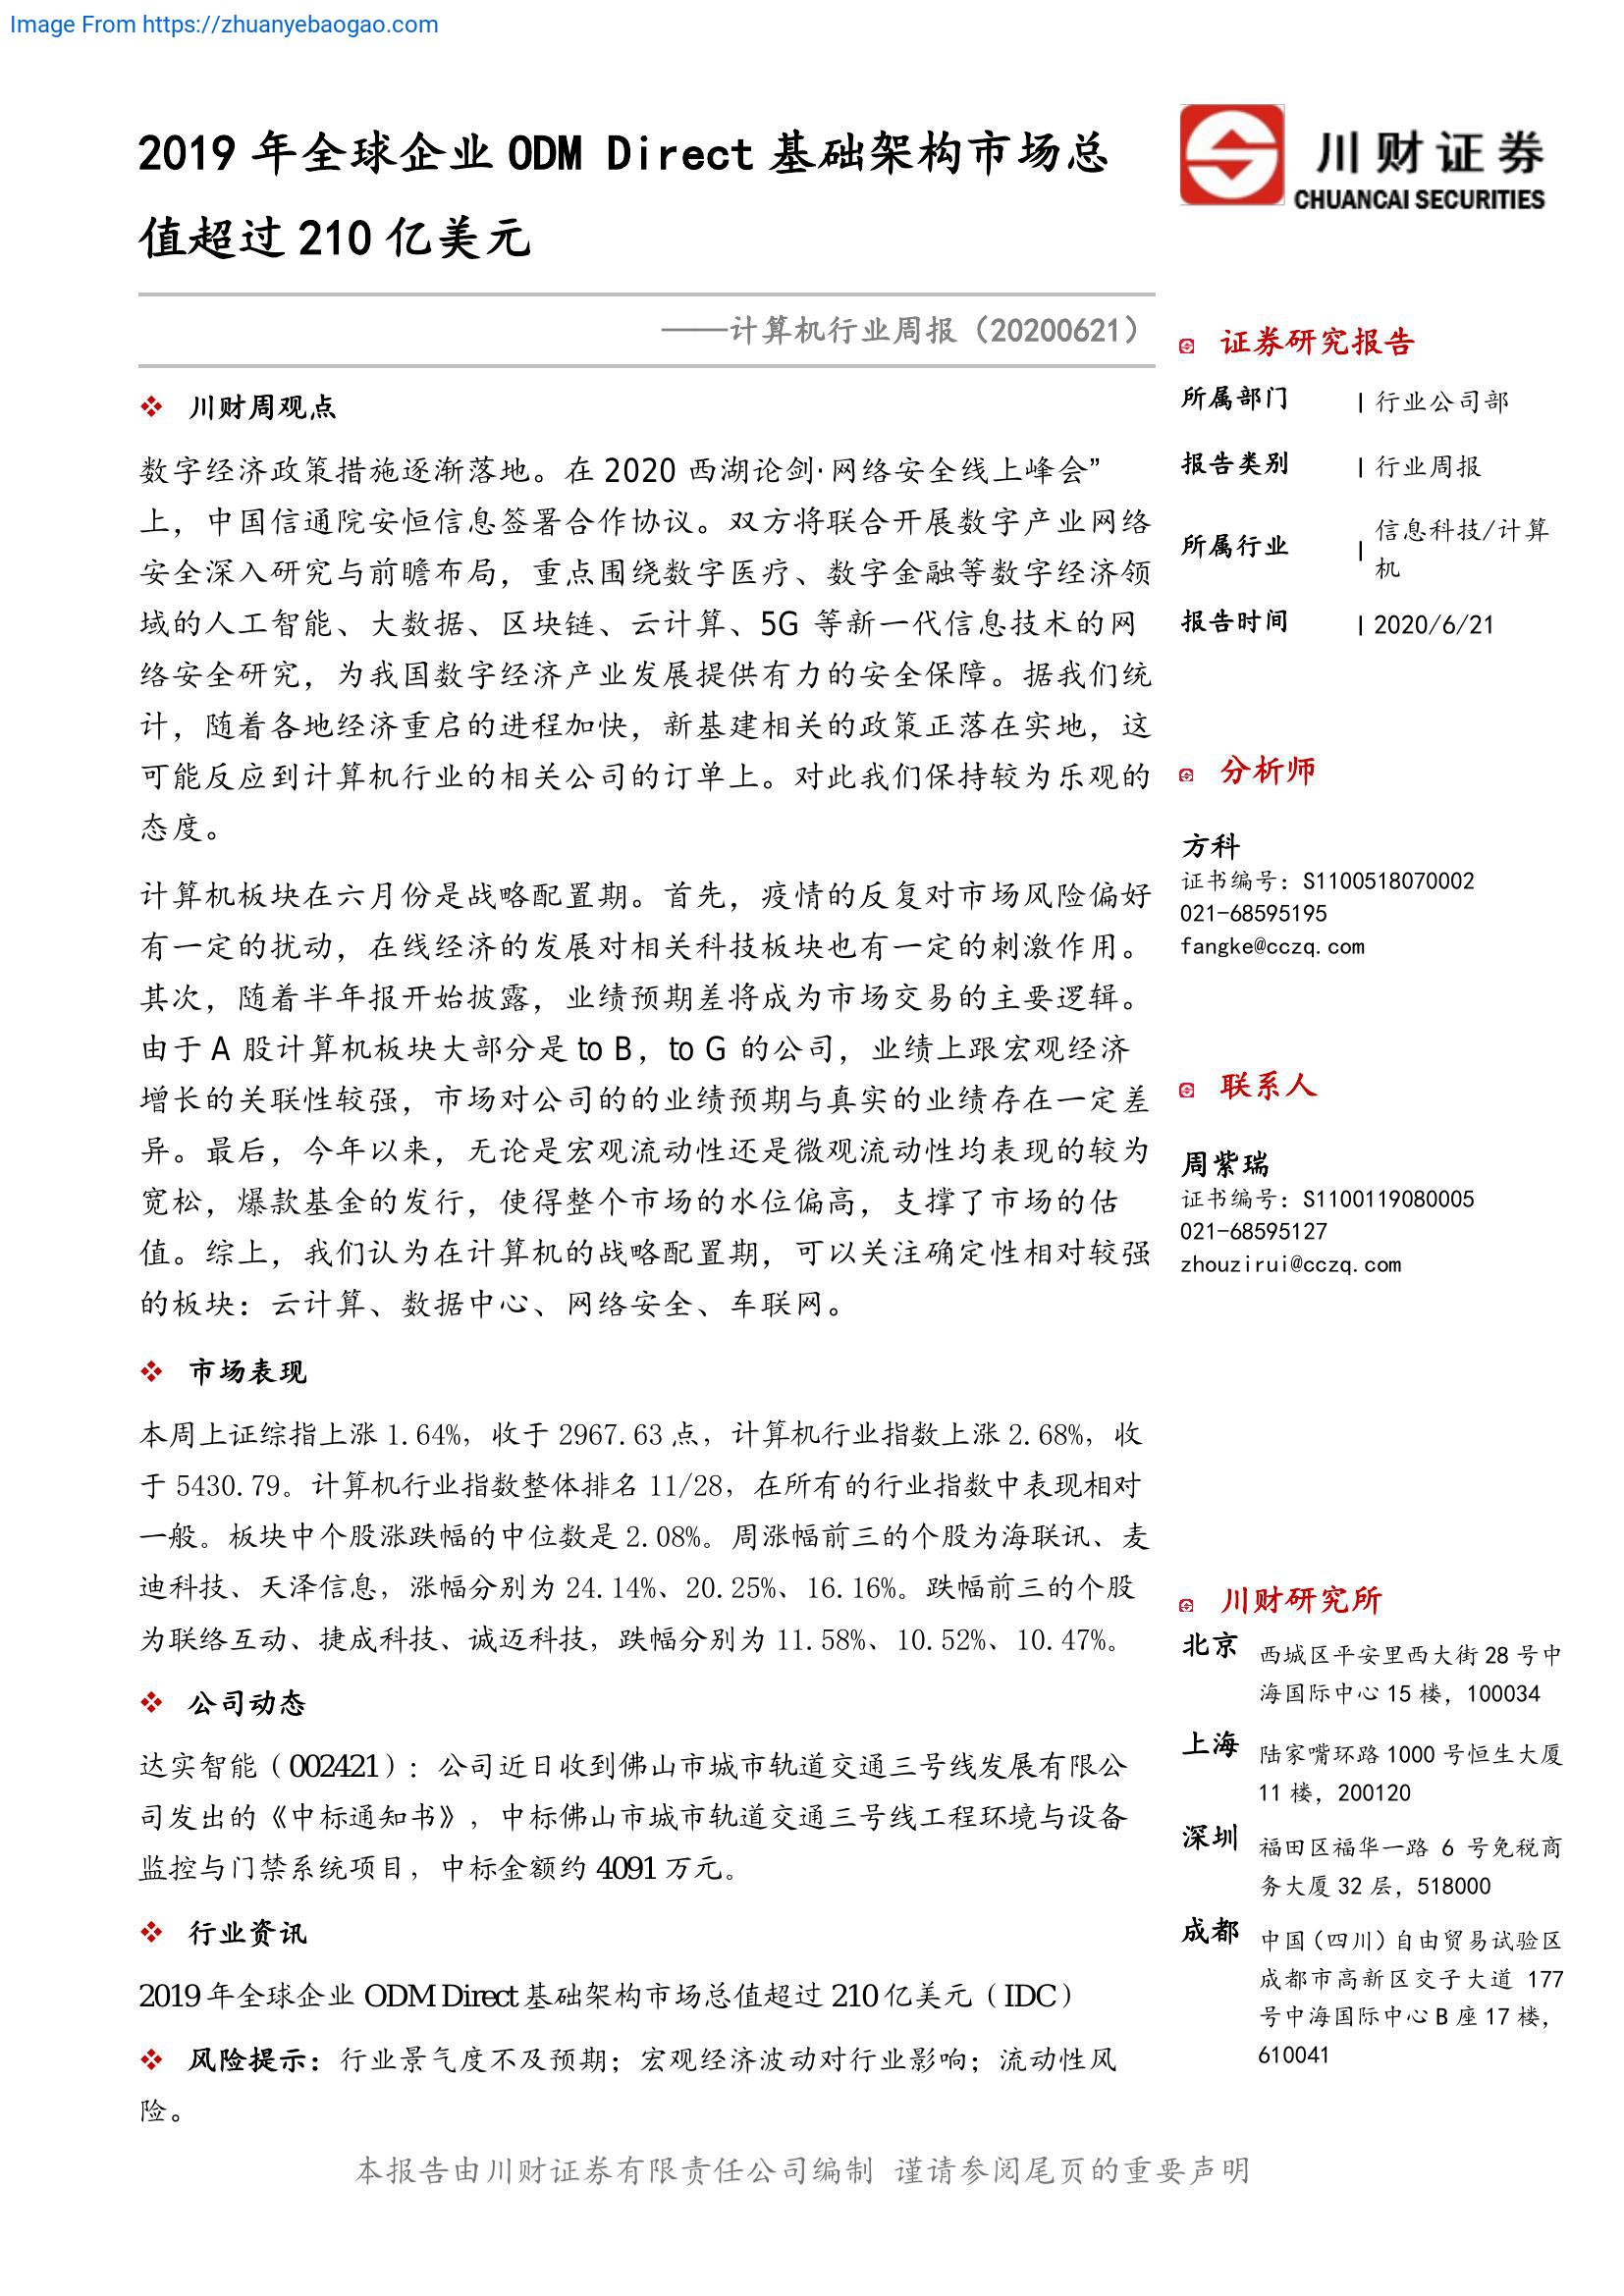 Image From https://zhuanyebaogao.com
2019 年全球企业 ODM Direct 基础架构市场总
值超过 210 亿美元
川财证券
CHUANCAI SECURITIES
——计算机行业周报（20200621）
川财周观点
数字经济政策措施逐渐落地。在 2020 西湖论剑·网络安全线上峰会”
上，中国信通院安恒信息签署合作协议。双方将联合开展数字产业网络
安全深入研究与前瞻布局，重点围绕数字医疗、数字金融等数字经济领
域的人工智能、大数据、区块链、云计算、5G 等新一代信息技术的网
络安全研究，为我国数字经济产业发展提供有力的安全保障。据我们统
计，随着各地经济重启的进程加快，新基建相关的政策正落在实地，这
可能反应到计算机行业的相关公司的订单上。对此我们保持较为乐观的
态度。
计算机板块在六月份是战略配置期。首先，疫情的反复对市场风险偏好
有一定的扰动，在线经济的发展对相关科技板块也有一定的刺激作用。
其次，随着半年报开始披露，业绩预期差将成为市场交易的主要逻辑。
由于 A 股计算机板块大部分是 to B，to G 的公司，业绩上跟宏观经济
增长的关联性较强，市场对公司的的业绩预期与真实的业绩存在一定差
异。最后，今年以来，无论是宏观流动性还是微观流动性均表现的较为
宽松，爆款基金的发行，使得整个市场的水位偏高，支撑了市场的估
值。综上，我们认为在计算机的战略配置期，可以关注确定性相对较强
的板块：云计算、数据中心、网络安全、车联网。
市场表现
本周上证综指上涨 1.64%，收于 2967.63 点，计算机行业指数上涨 2.68%，收
于 5430.79。计算机行业指数整体排名 11/28，在所有的行业指数中表现相对
一般。板块中个股涨跌幅的中位数是 2.08%。周涨幅前三的个股为海联讯、麦
迪科技、天泽信息，涨幅分别为 24.14%、20.25%、16.16%。跌幅前三的个股
为联络互动、捷成科技、诚迈科技，跌幅分别为 11.58%、10.52%、10.47%。
公司动态
达实智能（002421）：公司近日收到佛山市城市轨道交通三号线发展有限公
司发出的《中标通知书》，中标佛山市城市轨道交通三号线工程环境与设备
监控与门禁系统项目，中标金额约 4091 万元。
行业资讯
2019 年全球企业 ODM Direct 基础架构市场总值超过 210 亿美元（IDC）
风险提示：行业景气度不及预期；宏观经济波动对行业影响；流动性风
险。
证券研究报告
所属部门 | 行业公司部
报告类别 | 行业周报
所属行业 | 信息科技/计算
机
报告时间 | 2020/6/21
分析师
方科
证书编号：S1100518070002
021-68595195
fangke@cczq.com
联系人
周紫瑞
证书编号：S1100119080005
021-68595127
zhouzirui@cczq.com
川财研究所
北京 西城区平安里西大街 28 号中
海国际中心 15 楼，100034
上海 陆家嘴环路 1000 号恒生大厦
11 楼，200120
深圳 福田区福华一路 6 号免税商
务大厦 32 层，518000
成都 中国（四川）自由贸易试验区
成都市高新区交子大道 177
号中海国际中心 B 座 17 楼，
610041
本报告由川财证券有限责任公司编制 谨请参阅尾页的重要声明